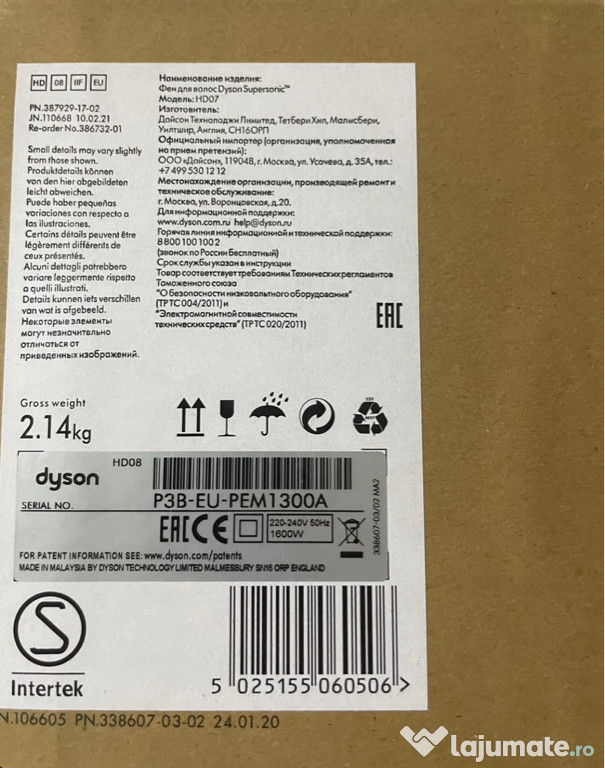 HD 08 IIF EU
PN.387929-17-02
JN.110668 10.02.21
Re-order No.386732-01
Small details may vary slightly
from those shown.
Produktdetails können
von den hier abgebildeten
leicht abweichen.
Puede haber pequeñas
variaciones con respecto a
las ilustraciones.
Certains détails peuvent être
légèrement différents de
ceux présentés.
Alcuni dettagli potrebbero
variare leggermente rispetto
a quelli illustrati.
Details kunnen iets verschillen
van wat is afgebeeld.
Некоторые элементы
могут незначительно
отличаться от
приведенных изображений.
Наименование изделия:
Фен для волос Dyson Supersonic™
Модель: HD07
Изготовитель:
Дайсон Текнолоджи Лимитед, Тетбери Хил, Малмсбери,
Уилтшир, Англия, СН16ОРП
Официальный импортер (организация, уполномоченная
на прием претензий):
ООО «Дайсон», 119048, г. Москва, ул. Усачева, д. 35А, тел.:
+7 499 530 12 12
Местонахождение организации, производящей ремонт и
техническое обслуживание:
г. Москва, ул. Воронцовская, д.20.
Для информационной поддержки:
www.dyson.com.ru help@dyson.ru
Горячая линия информационной и технической поддержки:
8 800 100 100 2
(звонок по России бесплатный)
Срок службы указан в инструкции
Товар соответствует требованиям Технических регламентов
Таможенного союза
"О безопасности низковольтного оборудования"
(ТР ТС 004/2011) и
"Электромагнитной совместимости
технических средств" (ТР ТС 020/2011)
EAC
Gross weight
2.14kg
dyson
HD08
SERIAL NO.
P3B-EU-PEM1300A
EAC CE
220-240V 50Hz
1600W
338607-03/02 MA2
FOR PATENT INFORMATION SEE: www.dyson.com/patents
MADE IN MALAYSIA BY DYSON TECHNOLOGY LIMITED MALMESBURY SN16 0RP ENGLAND
S
Intertek
5 025155 060506 >
N.106605 PN.338607-03-02 24.01.20
lajumate.ro